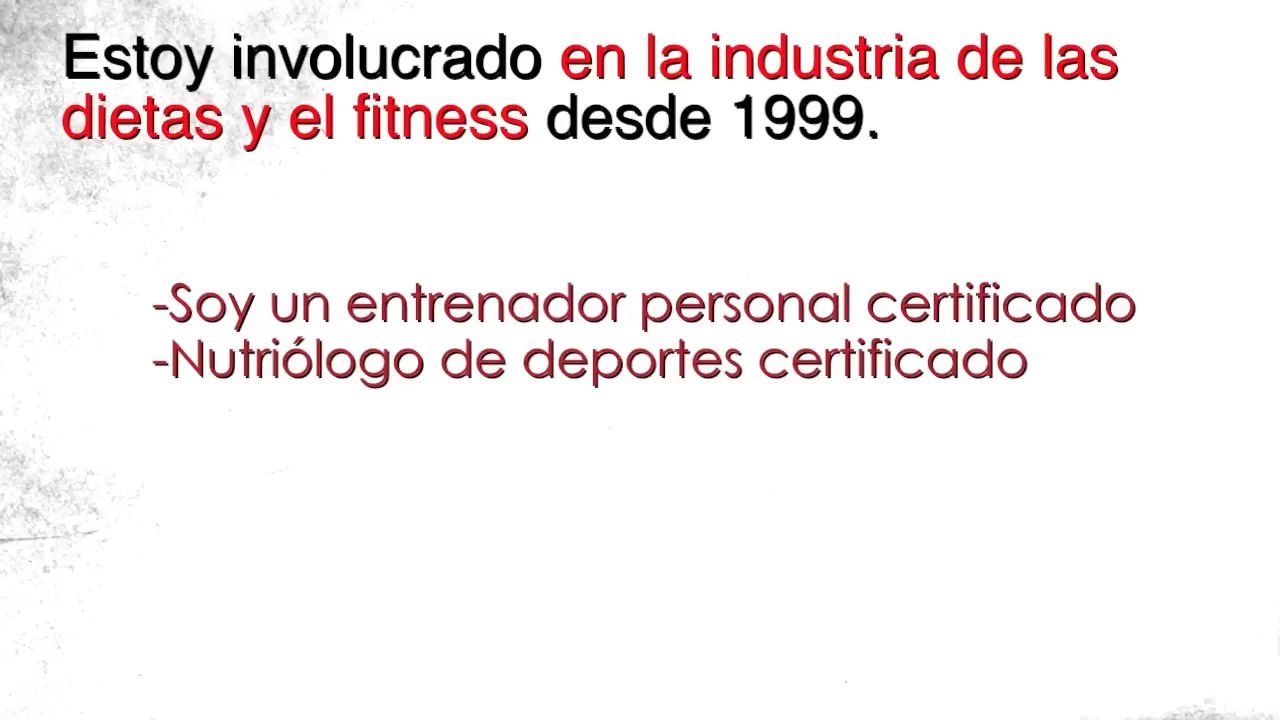 Estoy involucrado en la industria de las
dietas y el fitness desde 1999.
-Soy un entrenador personal certificado
-Nutriólogo de deportes certificado